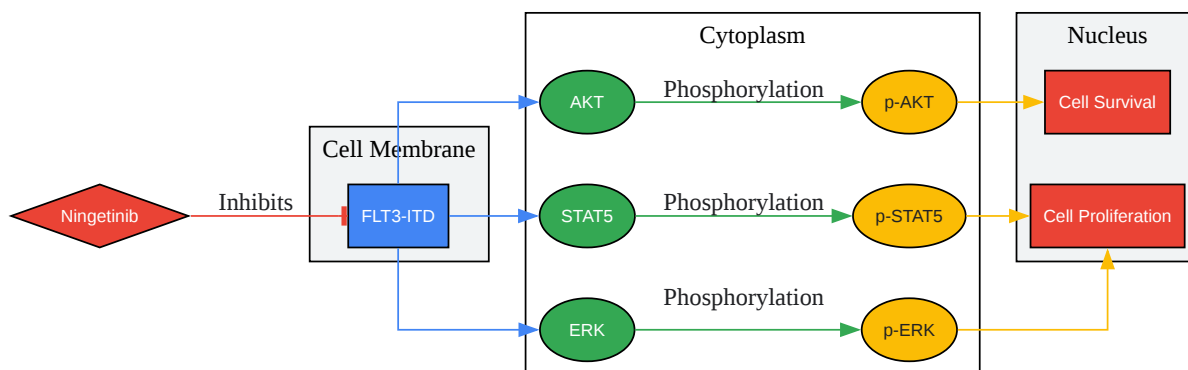 Cytoplasm
Nucleus
AKT
Phosphorylation
p-AKT
Cell Survival
Cell Membrane
Ningetinib
Inhibits
FLT3-ITD
STAT5
Phosphorylation
p-STAT5
Cell Proliferation
ERK
Phosphorylation
p-ERK